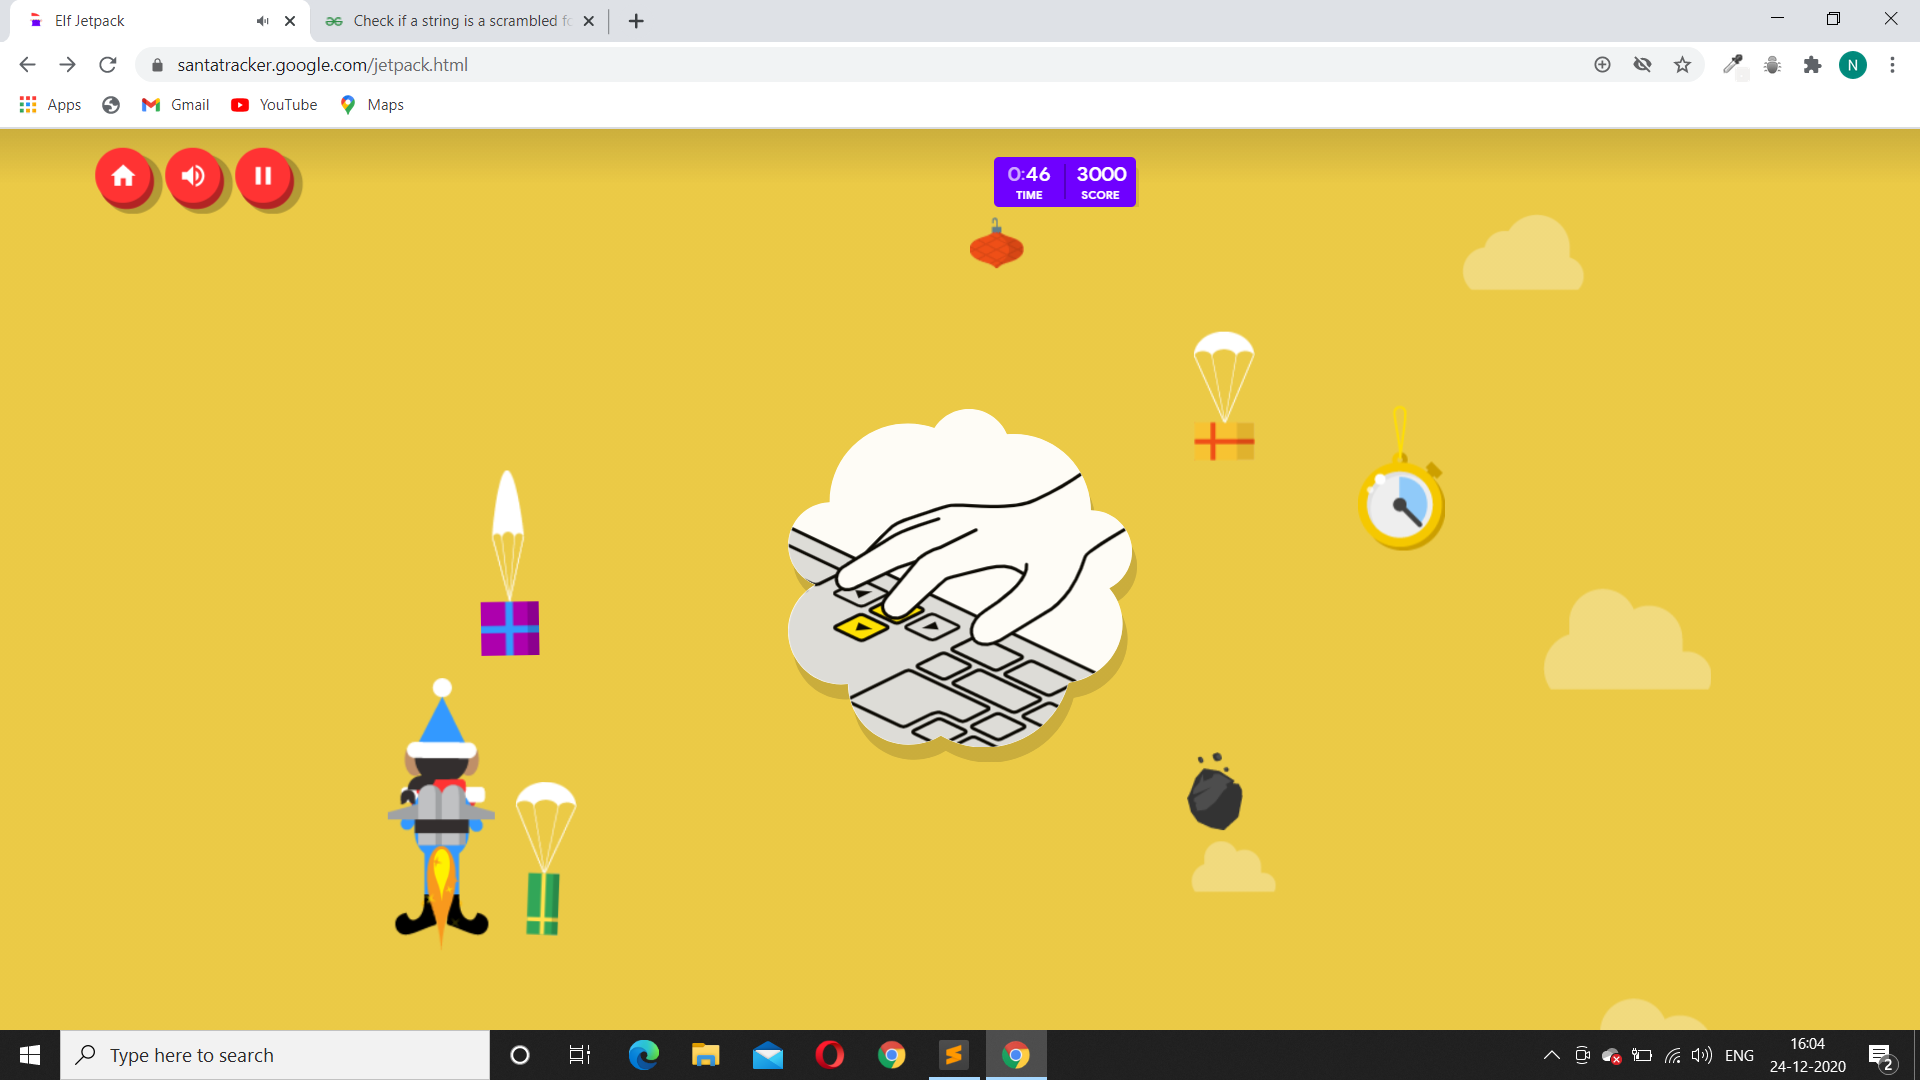 Elf Jetpack
Check if a string is a scrambled fo
santatracker.google.com/jetpack.html
N
Apps
Gmail
YouTube
Maps
0:46 3000
TIME SCORE
Type here to search
ENG
16:04
24-12-2020
2